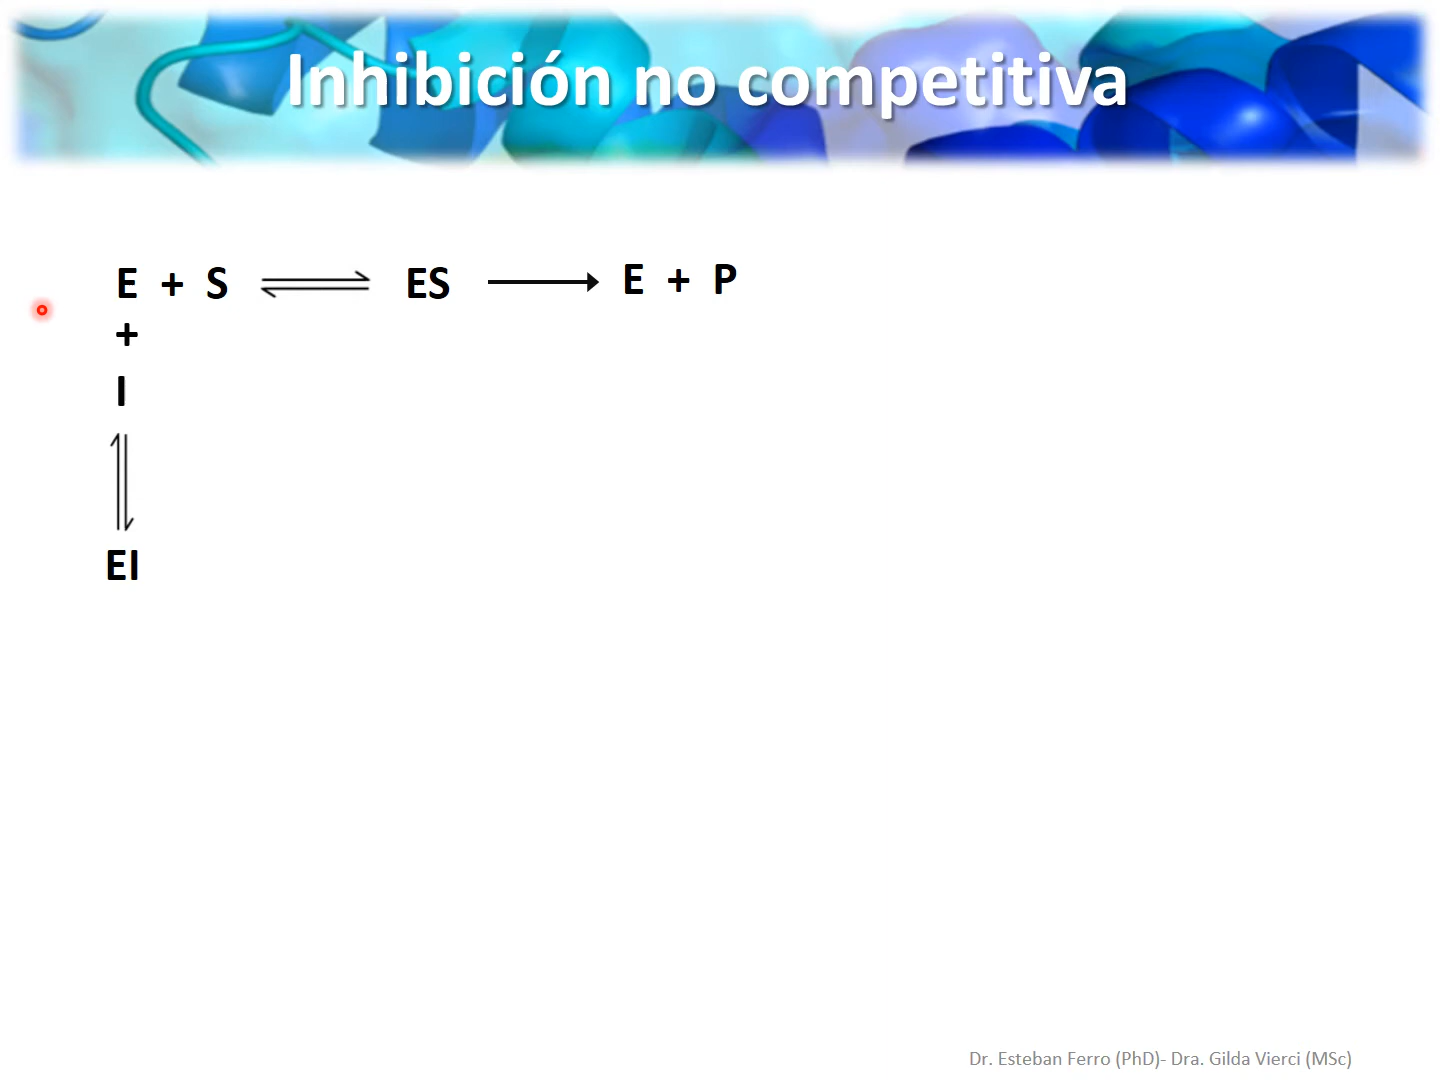 Inhibición no competitiva
E + S ⇌ ES ⟶ E + P
+
I
⥮
EI
Dr. Esteban Ferro (PhD)- Dra. Gilda Vierci (MSc)